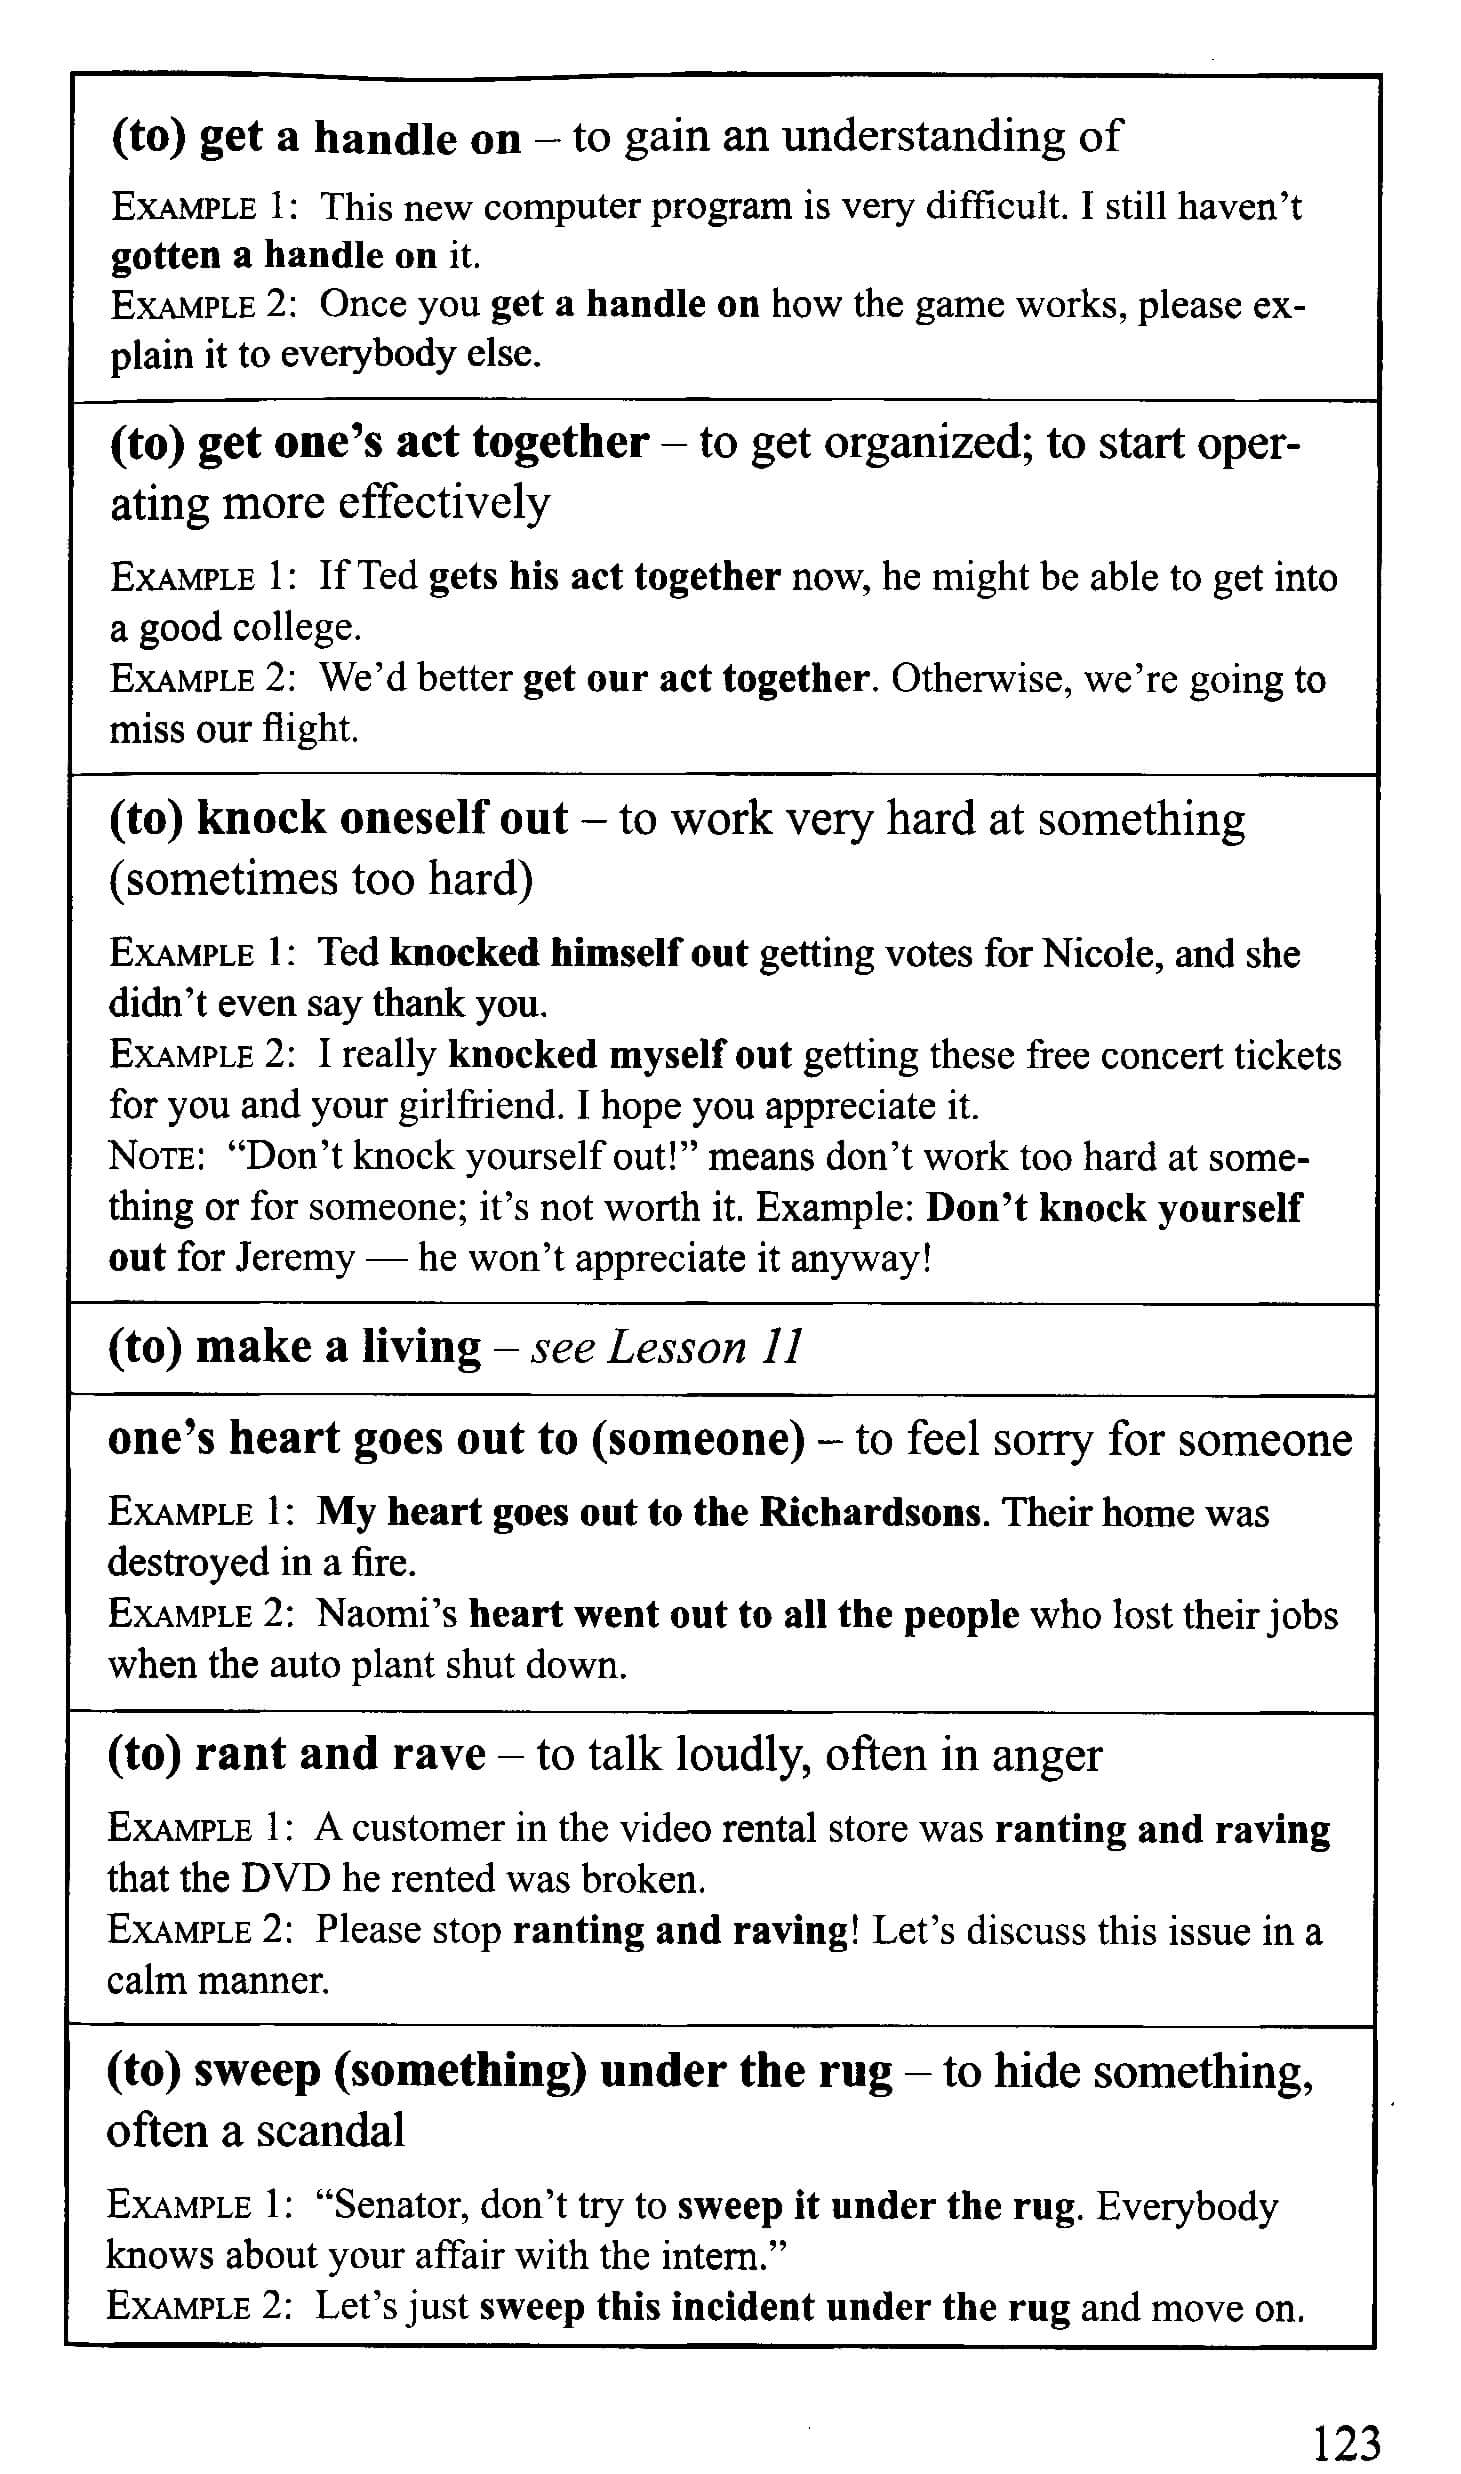 (to) get a handle on – to gain an understanding of
EXAMPLE 1: This new computer program is very difficult. I still haven't
gotten a handle on it.
EXAMPLE 2: Once you get a handle on how the game works, please ex-
plain it to everybody else.
(to) get one's act together – to get organized; to start oper-
ating more effectively
EXAMPLE 1: If Ted gets his act together now, he might be able to get into
a good college.
EXAMPLE 2: We'd better get our act together. Otherwise, we're going to
miss our flight.
(to) knock oneself out – to work very hard at something
(sometimes too hard)
EXAMPLE 1: Ted knocked himself out getting votes for Nicole, and she
didn't even say thank you.
EXAMPLE 2: I really knocked myself out getting these free concert tickets
for you and your girlfriend. I hope you appreciate it.
NOTE: “Don't knock yourself out!” means don't work too hard at some-
thing or for someone; it's not worth it. Example: Don't knock yourself
out for Jeremy — he won't appreciate it anyway!
(to) make a living – see Lesson 11
one's heart goes out to (someone) – to feel sorry for someone
EXAMPLE 1: My heart goes out to the Richardsons. Their home was
destroyed in a fire.
EXAMPLE 2: Naomi's heart went out to all the people who lost their jobs
when the auto plant shut down.
(to) rant and rave – to talk loudly, often in anger
EXAMPLE 1: A customer in the video rental store was ranting and raving
that the DVD he rented was broken.
EXAMPLE 2: Please stop ranting and raving! Let's discuss this issue in a
calm manner.
(to) sweep (something) under the rug – to hide something,
often a scandal
EXAMPLE 1: “Senator, don't try to sweep it under the rug. Everybody
knows about your affair with the intern.”
EXAMPLE 2: Let's just sweep this incident under the rug and move on.
123